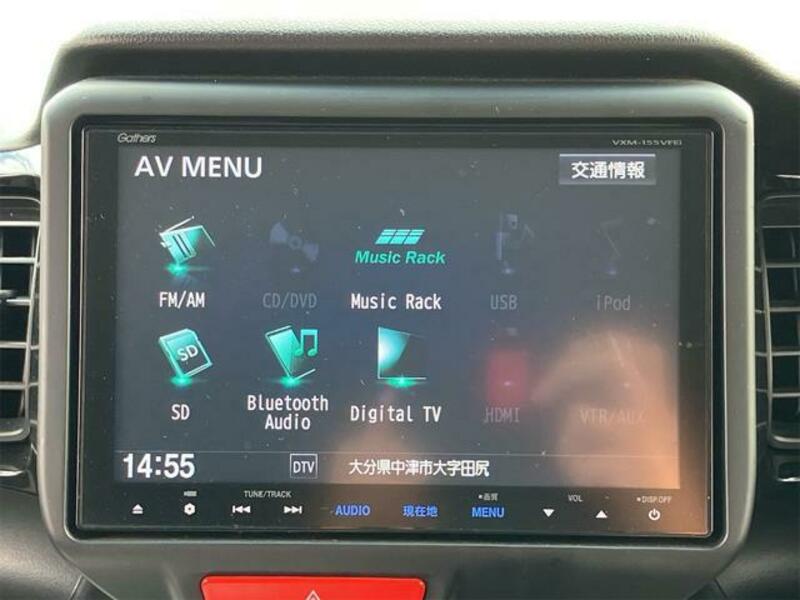 Gathers
VXM-155VFEi
AV MENU
交通情報
Music Rack
FM/AM
CD/DVD
Music Rack
USB
iPod
SD
SD
Bluetooth
Audio
Digital TV
HDMI
VTR/AUX
14:55
DTV
大分県中津市大字田尻
TUNE/TRACK
AUDIO
現在地
画質
MENU
VOL
DISP.OFF